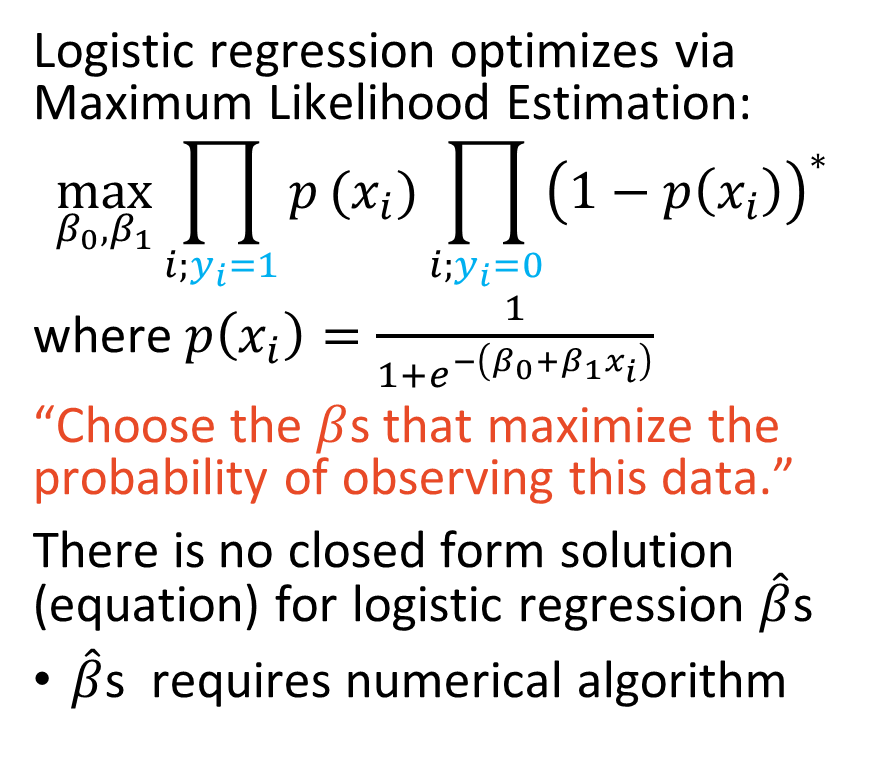 Logistic regression optimizes via
Maximum Likelihood Estimation:
max ∏ p (xᵢ) ∏ (1 − p(xᵢ))*
β₀,β₁ i;yᵢ=1 i;yᵢ=0
where p(xᵢ) = 1 / 1+e^−(β₀+β₁xᵢ)
“Choose the βs that maximize the
probability of observing this data.”
There is no closed form solution
(equation) for logistic regression β̂s
• β̂s requires numerical algorithm